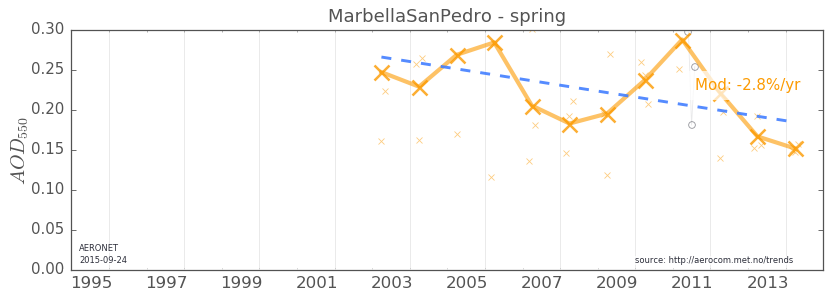 MarbellaSanPedro - spring
0.30
0.25
0.20
0.15
0.10
0.05
0.00
AOD550
Mod: -2.8%/yr
AERONET
2015-09-24
source: http://aerocom.met.no/trends
1995 1997 1999 2001 2003 2005 2007 2009 2011 2013